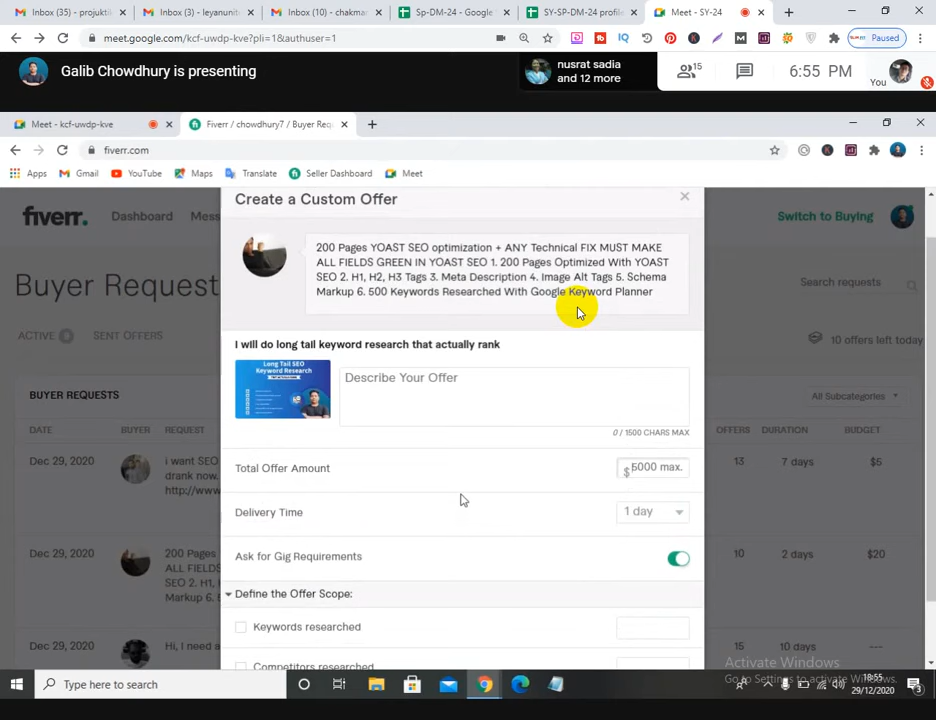 Inbox (35) - projuktil
Inbox (3) - leyanunit
Inbox (10) - chakma
Sp-DM-24 - Google
SY-SP-DM-24 profile
Meet - SY-24
meet.google.com/kcf-uwdp-kve?pli=1&authuser=1
Paused
Galib Chowdhury is presenting
nusrat sadia
and 12 more
15
6:55 PM
You
Meet - kcf-uwdp-kve
Fiverr / chowdhury7 / Buyer Req
fiverr.com
Apps
Gmail
YouTube
Maps
Translate
Seller Dashboard
Meet
fiverr.
Dashboard
Mess
Switch to Buying
Create a Custom Offer
200 Pages YOAST SEO optimization + ANY Technical FIX MUST MAKE
ALL FIELDS GREEN IN YOAST SEO 1. 200 Pages Optimized With YOAST
SEO 2. H1, H2, H3 Tags 3. Meta Description 4. Image Alt Tags 5. Schema
Markup 6. 500 Keywords Researched With Google Keyword Planner
Buyer Request
Search requests
ACTIVE
SENT OFFERS
10 offers left today
I will do long tail keyword research that actually rank
Long Tail SEO
Keyword Research
Describe Your Offer
0 / 1500 CHARS MAX
BUYER REQUESTS
All Subcategories
DATE
BUYER
REQUEST
OFFERS
DURATION
BUDGET
Dec 29, 2020
i want SEO
drank now.
http://www
13
7 days
$5
Total Offer Amount
$
5000 max.
Delivery Time
1 day
Ask for Gig Requirements
Dec 29, 2020
200 Pages
ALL FIELDS
SEO 2. H1,
Markup 6. 5
10
2 days
$20
Define the Offer Scope:
Keywords researched
Competitors researched
Dec 29, 2020
Hi, I need a
15
10 days
---
Activate Windows
Go to Settings to activate Windows.
Type here to search
18:55
29/12/2020
3